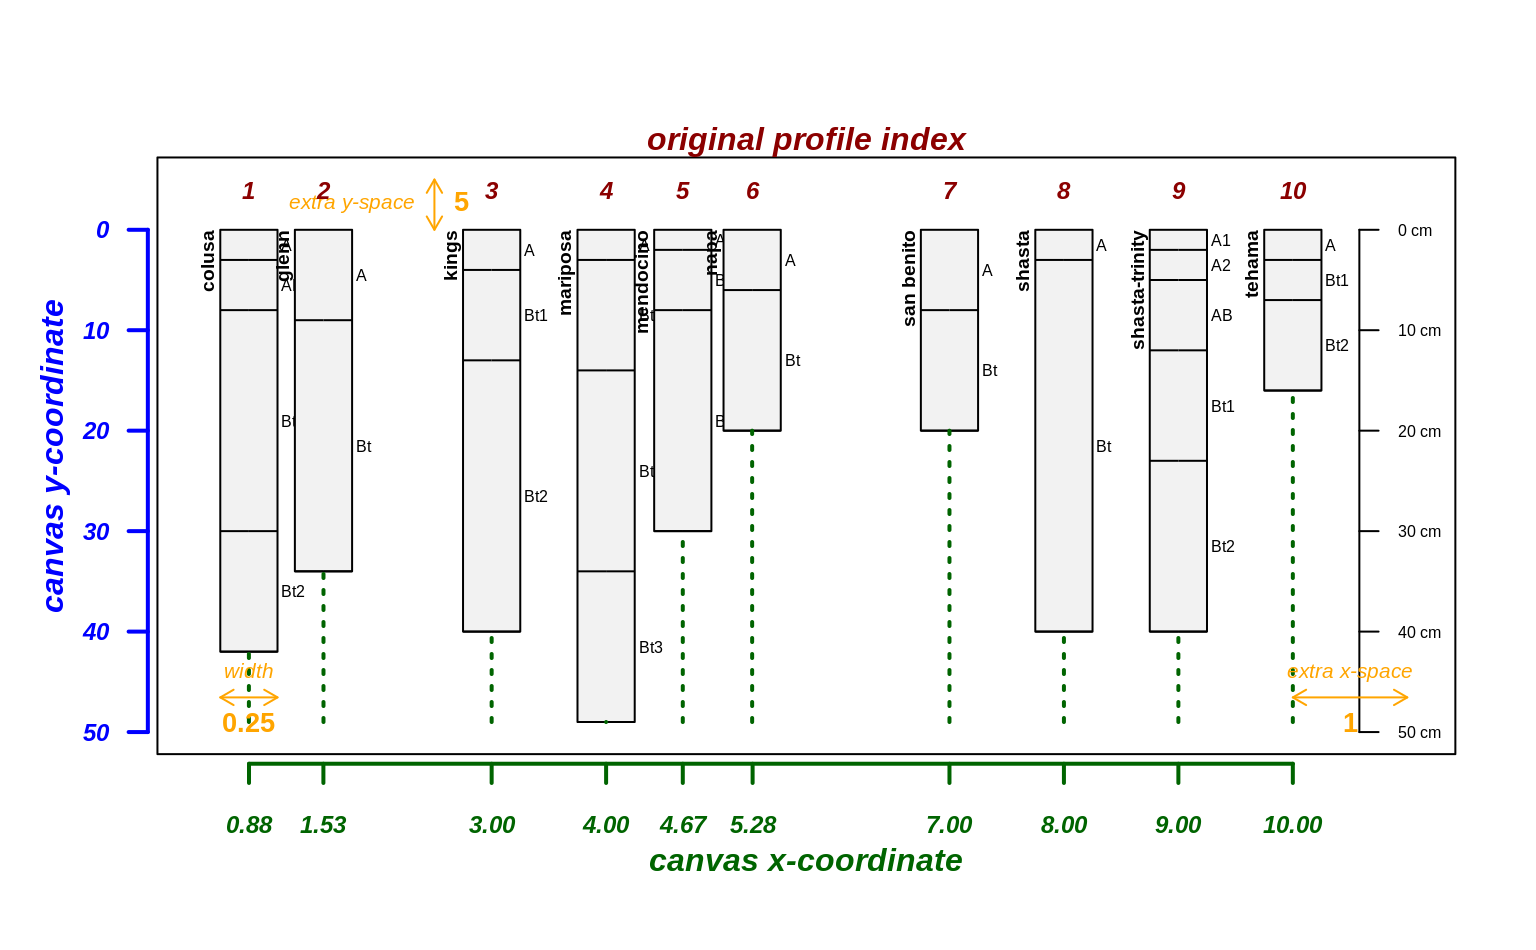 original profile index
1 2 3 4 5 6 7 8 9 10
extra y-space 5
canvas y-coordinate
0
10
20
30
40
50
colusa
Bt2
glenn
A
Bt
kings
A
Bt1
Bt2
mariposa
Bt3
mendocino
napa
A
Bt
san benito
A
Bt
shasta
A
Bt
shasta-trinity
A1
A2
AB
Bt1
Bt2
tehama
A
Bt1
Bt2
0 cm
10 cm
20 cm
30 cm
40 cm
50 cm
width
0.25
extra x-space
1
0.88 1.53 3.00 4.00 4.67 5.28 7.00 8.00 9.00 10.00
canvas x-coordinate